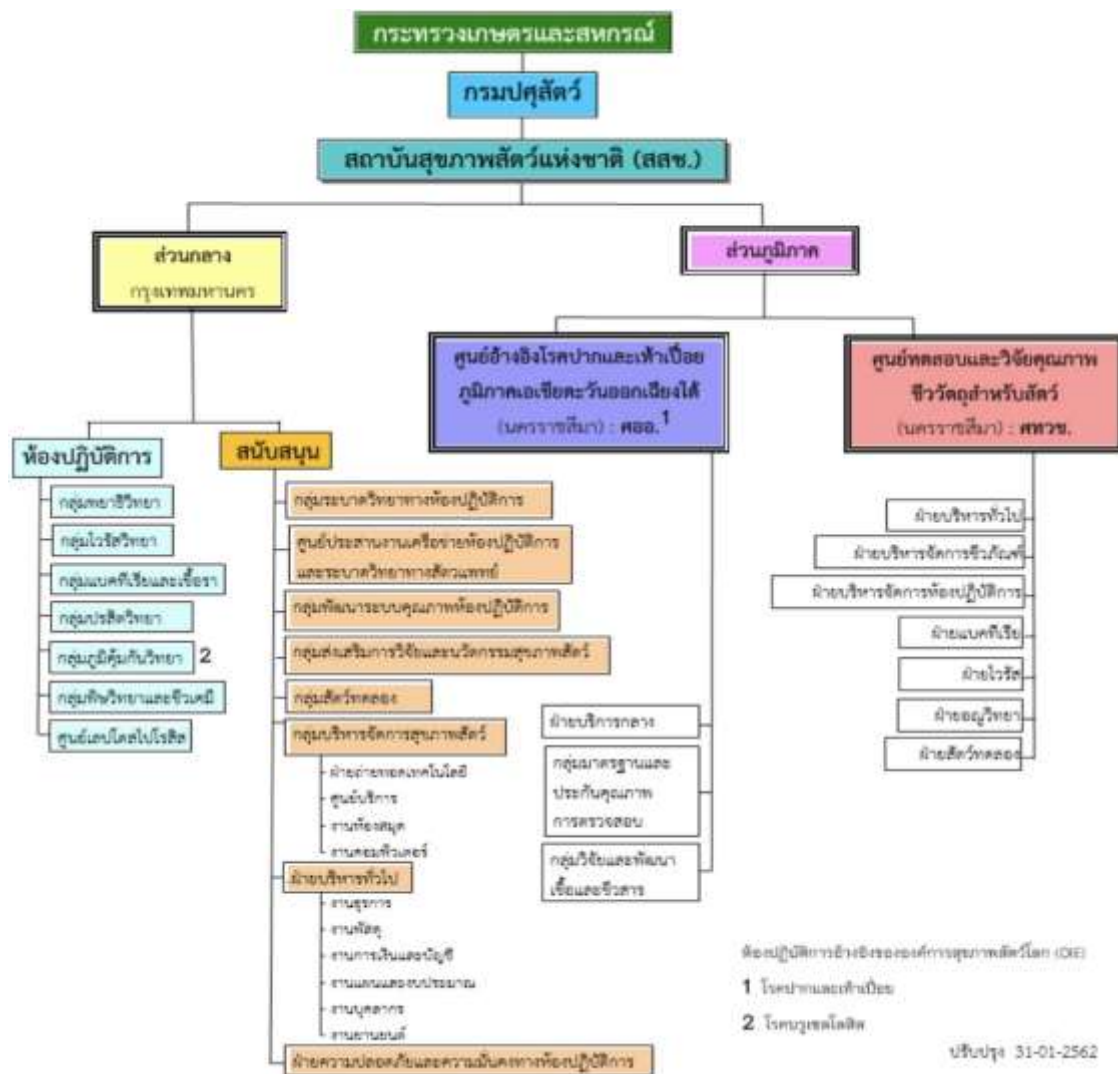 กระทรวงเกษตรและสหกรณ์
กรมปศุสัตว์
สถาบันสุขภาพสัตว์แห่งชาติ (สสช.)
ส่วนกลาง
กรุงเทพมหานคร
ส่วนภูมิภาค
ศูนย์อ้างอิงโรคปากและเท้าเปื่อย
ภูมิภาคเอเชียตะวันออกเฉียงใต้
(นครราชสีมา) : ศออ.1
ศูนย์ทดสอบและวิจัยคุณภาพ
ชีววัตถุสำหรับสัตว์
(นครราชสีมา) : ศทวช.
ห้องปฏิบัติการ
กลุ่มพยาธิวิทยา
กลุ่มไวรัสวิทยา
กลุ่มแบคทีเรียและเชื้อรา
กลุ่มปรสิตวิทยา
กลุ่มภูมิคุ้มกันวิทยา 2
กลุ่มพิษวิทยาและชีวเคมี
ศูนย์เลปโตสไปโรสิส
สนับสนุน
กลุ่มระบาดวิทยาทางห้องปฏิบัติการ
ศูนย์ประสานงานเครือข่ายห้องปฏิบัติการ
และระบาดวิทยาทางสัตวแพทย์
กลุ่มพัฒนาระบบคุณภาพห้องปฏิบัติการ
กลุ่มส่งเสริมการวิจัยและนวัตกรรมสุขภาพสัตว์
กลุ่มสัตว์ทดลอง
กลุ่มบริหารจัดการสุขภาพสัตว์
- ฝ่ายถ่ายทอดเทคโนโลยี
- ศูนย์บริการ
- งานห้องสมุด
- งานคอมพิวเตอร์
ฝ่ายบริหารทั่วไป
- งานธุรการ
- งานพัสดุ
- งานการเงินและบัญชี
- งานแผนและงบประมาณ
- งานบุคลากร
- งานยานยนต์
ฝ่ายความปลอดภัยและความมั่นคงทางห้องปฏิบัติการ
ฝ่ายบริการกลาง
กลุ่มมาตรฐานและ
ประกันคุณภาพ
การตรวจสอบ
กลุ่มวิจัยและพัฒนา
เชื้อและชีวสาร
ฝ่ายบริหารทั่วไป
ฝ่ายบริหารจัดการชีวภัณฑ์
ฝ่ายบริหารจัดการห้องปฏิบัติการ
ฝ่ายแบคทีเรีย
ฝ่ายไวรัส
ฝ่ายอณูวิทยา
ฝ่ายสัตว์ทดลอง
ห้องปฏิบัติการอ้างอิงขององค์การสุขภาพสัตว์โลก (OIE)
1 โรคปากและเท้าเปื่อย
2 โรคบรูเซลโลสิส
ปรับปรุง 31-01-2562